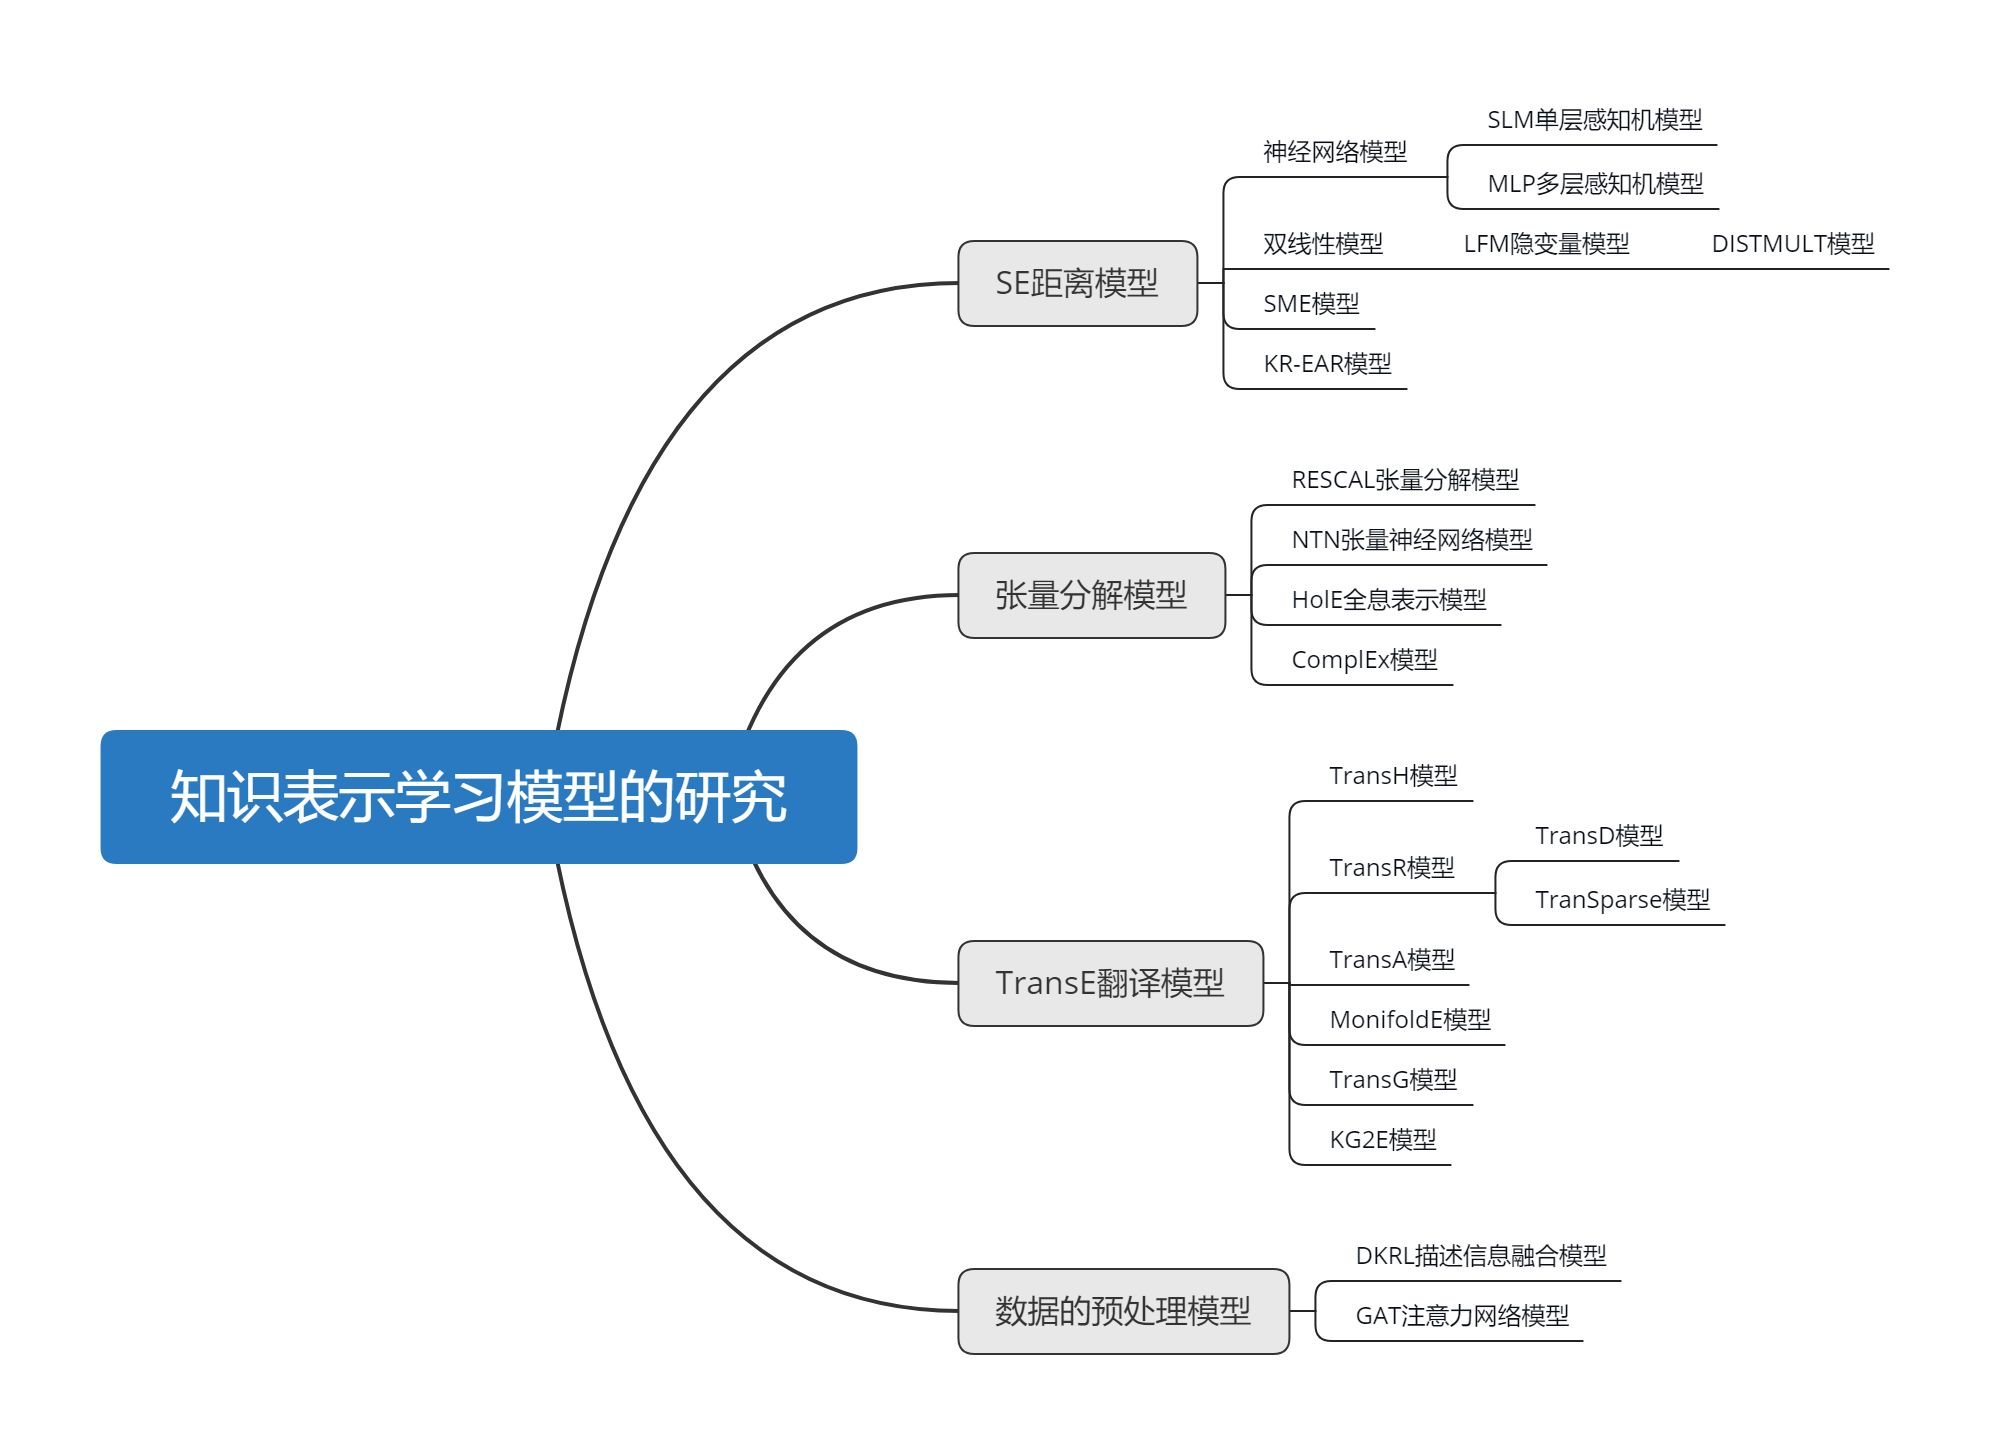 知识表示学习模型的研究
SE距离模型
神经网络模型
SLM单层感知机模型
MLP多层感知机模型
双线性模型
LFM隐变量模型
DISTMULT模型
SME模型
KR-EAR模型
张量分解模型
RESCAL张量分解模型
NTN张量神经网络模型
HolE全息表示模型
ComplEx模型
TransE翻译模型
TransH模型
TransR模型
TransD模型
TranSparse模型
TransA模型
MonifoldE模型
TransG模型
KG2E模型
数据的预处理模型
DKRL描述信息融合模型
GAT注意力网络模型